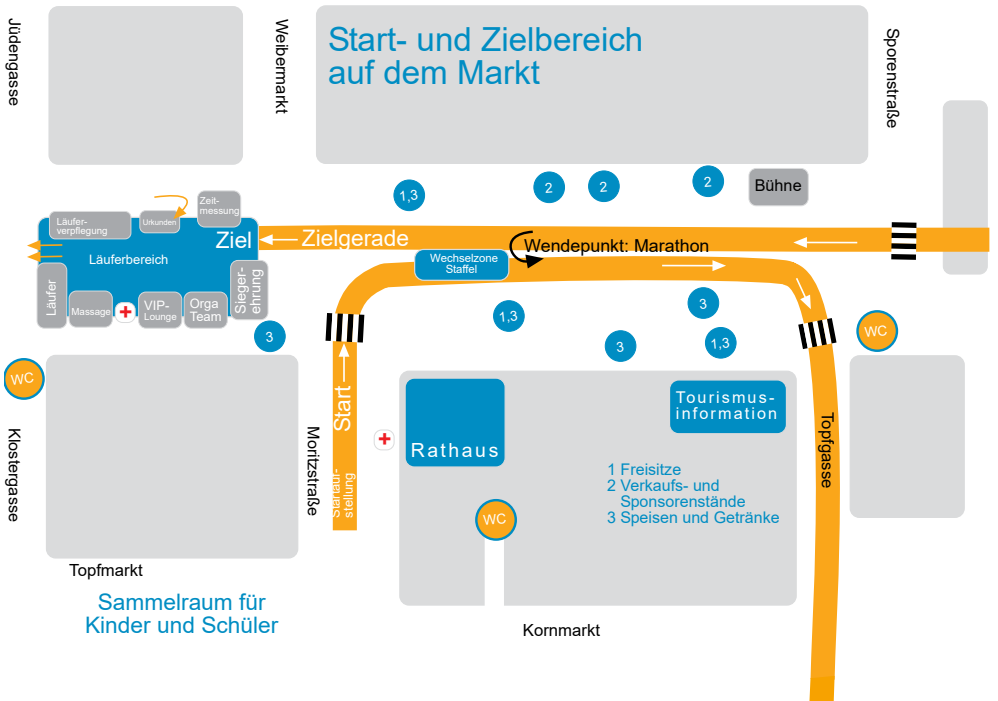 Jüdengasse
Weibermarkt
Start- und Zielbereich
auf dem Markt
Sporenstraße
1,3
2
2
2
Bühne
Läufer-
verpflegung
Urkunden
Zeit-
messung
Ziel
Zielgerade
Wendepunkt: Marathon
Läuferbereich
Wechselzone
Staffel
Läufer
Massage
VIP-
Lounge
Orga
Team
Sieger-
ehrung
3
1,3
3
3
1,3
WC
WC
Start
Startauf-
stellung
Rathaus
Tourismus-
information
Klostergasse
Moritzstraße
Topfgasse
1 Freisitze
2 Verkaufs- und
Sponsorenstände
3 Speisen und Getränke
WC
Topfmarkt
Sammelraum für
Kinder und Schüler
Kornmarkt